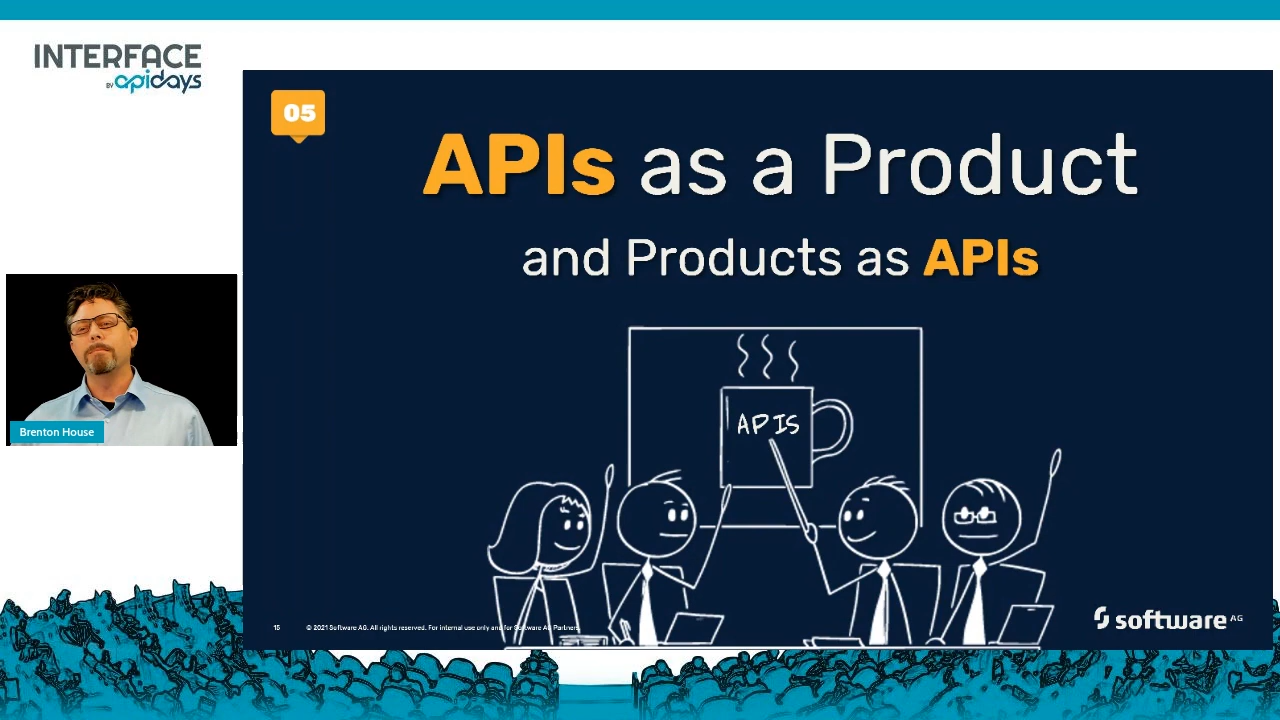 INTERFACE
BY apidays
05
APIs as a Product
and Products as APIs
APIS
Brenton House
15 © 2021 Software AG. All rights reserved. For internal use only and for Software AG Partners.
software AG